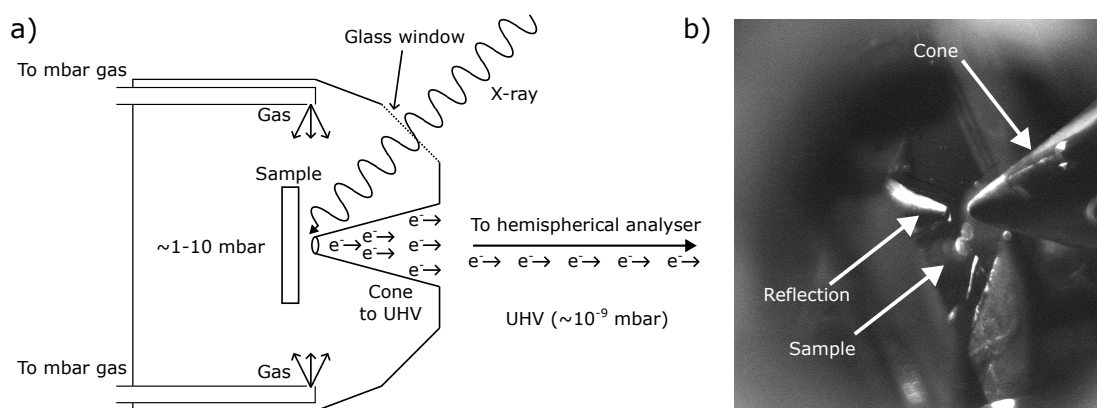 a)
Glass window
To mbar gas
X-ray
Gas
Sample
~1-10 mbar
e⁻→ e⁻→ e⁻→ e⁻→ e⁻→ e⁻→
To hemispherical analyser
e⁻→ e⁻→ e⁻→ e⁻→ e⁻→
Cone
to UHV
UHV (~10⁻⁹ mbar)
To mbar gas
Gas
b)
Cone
Reflection
Sample